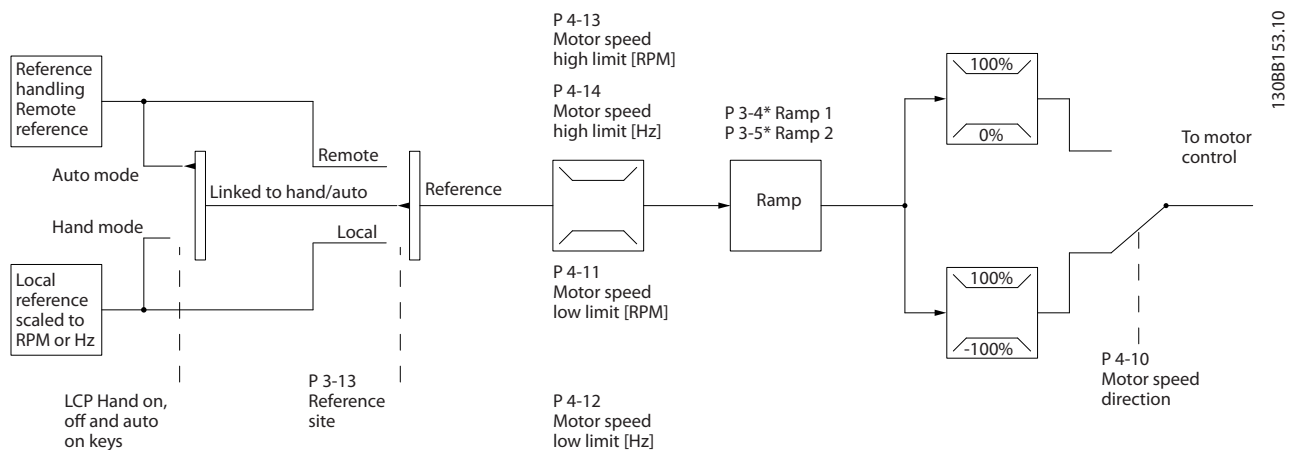 Reference
handling
Remote
reference
Auto mode
Hand mode
Local
reference
scaled to
RPM or Hz
LCP Hand on,
off and auto
on keys
Linked to hand/auto
Remote
Local
P 3-13
Reference
site
Reference
P 4-13
Motor speed
high limit [RPM]
P 4-14
Motor speed
high limit [Hz]
P 4-11
Motor speed
low limit [RPM]
P 4-12
Motor speed
low limit [Hz]
P 3-4* Ramp 1
P 3-5* Ramp 2
Ramp
100%
0%
100%
-100%
To motor
control
P 4-10
Motor speed
direction
130BB153.10